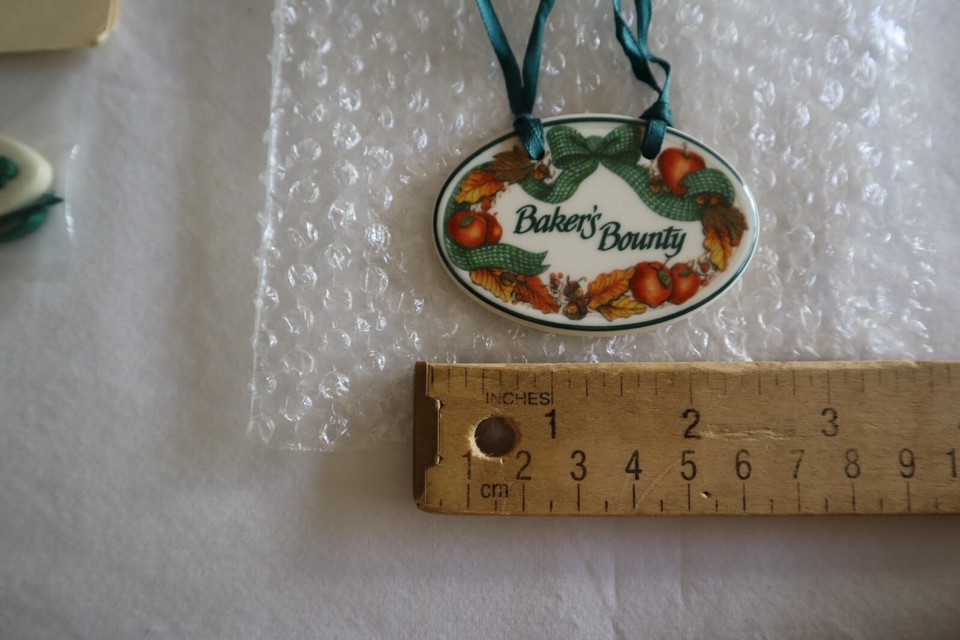 Baker's
Bounty
INCHES
1 2 3
1 2 3 4 5 6 7 8 9 1
cm